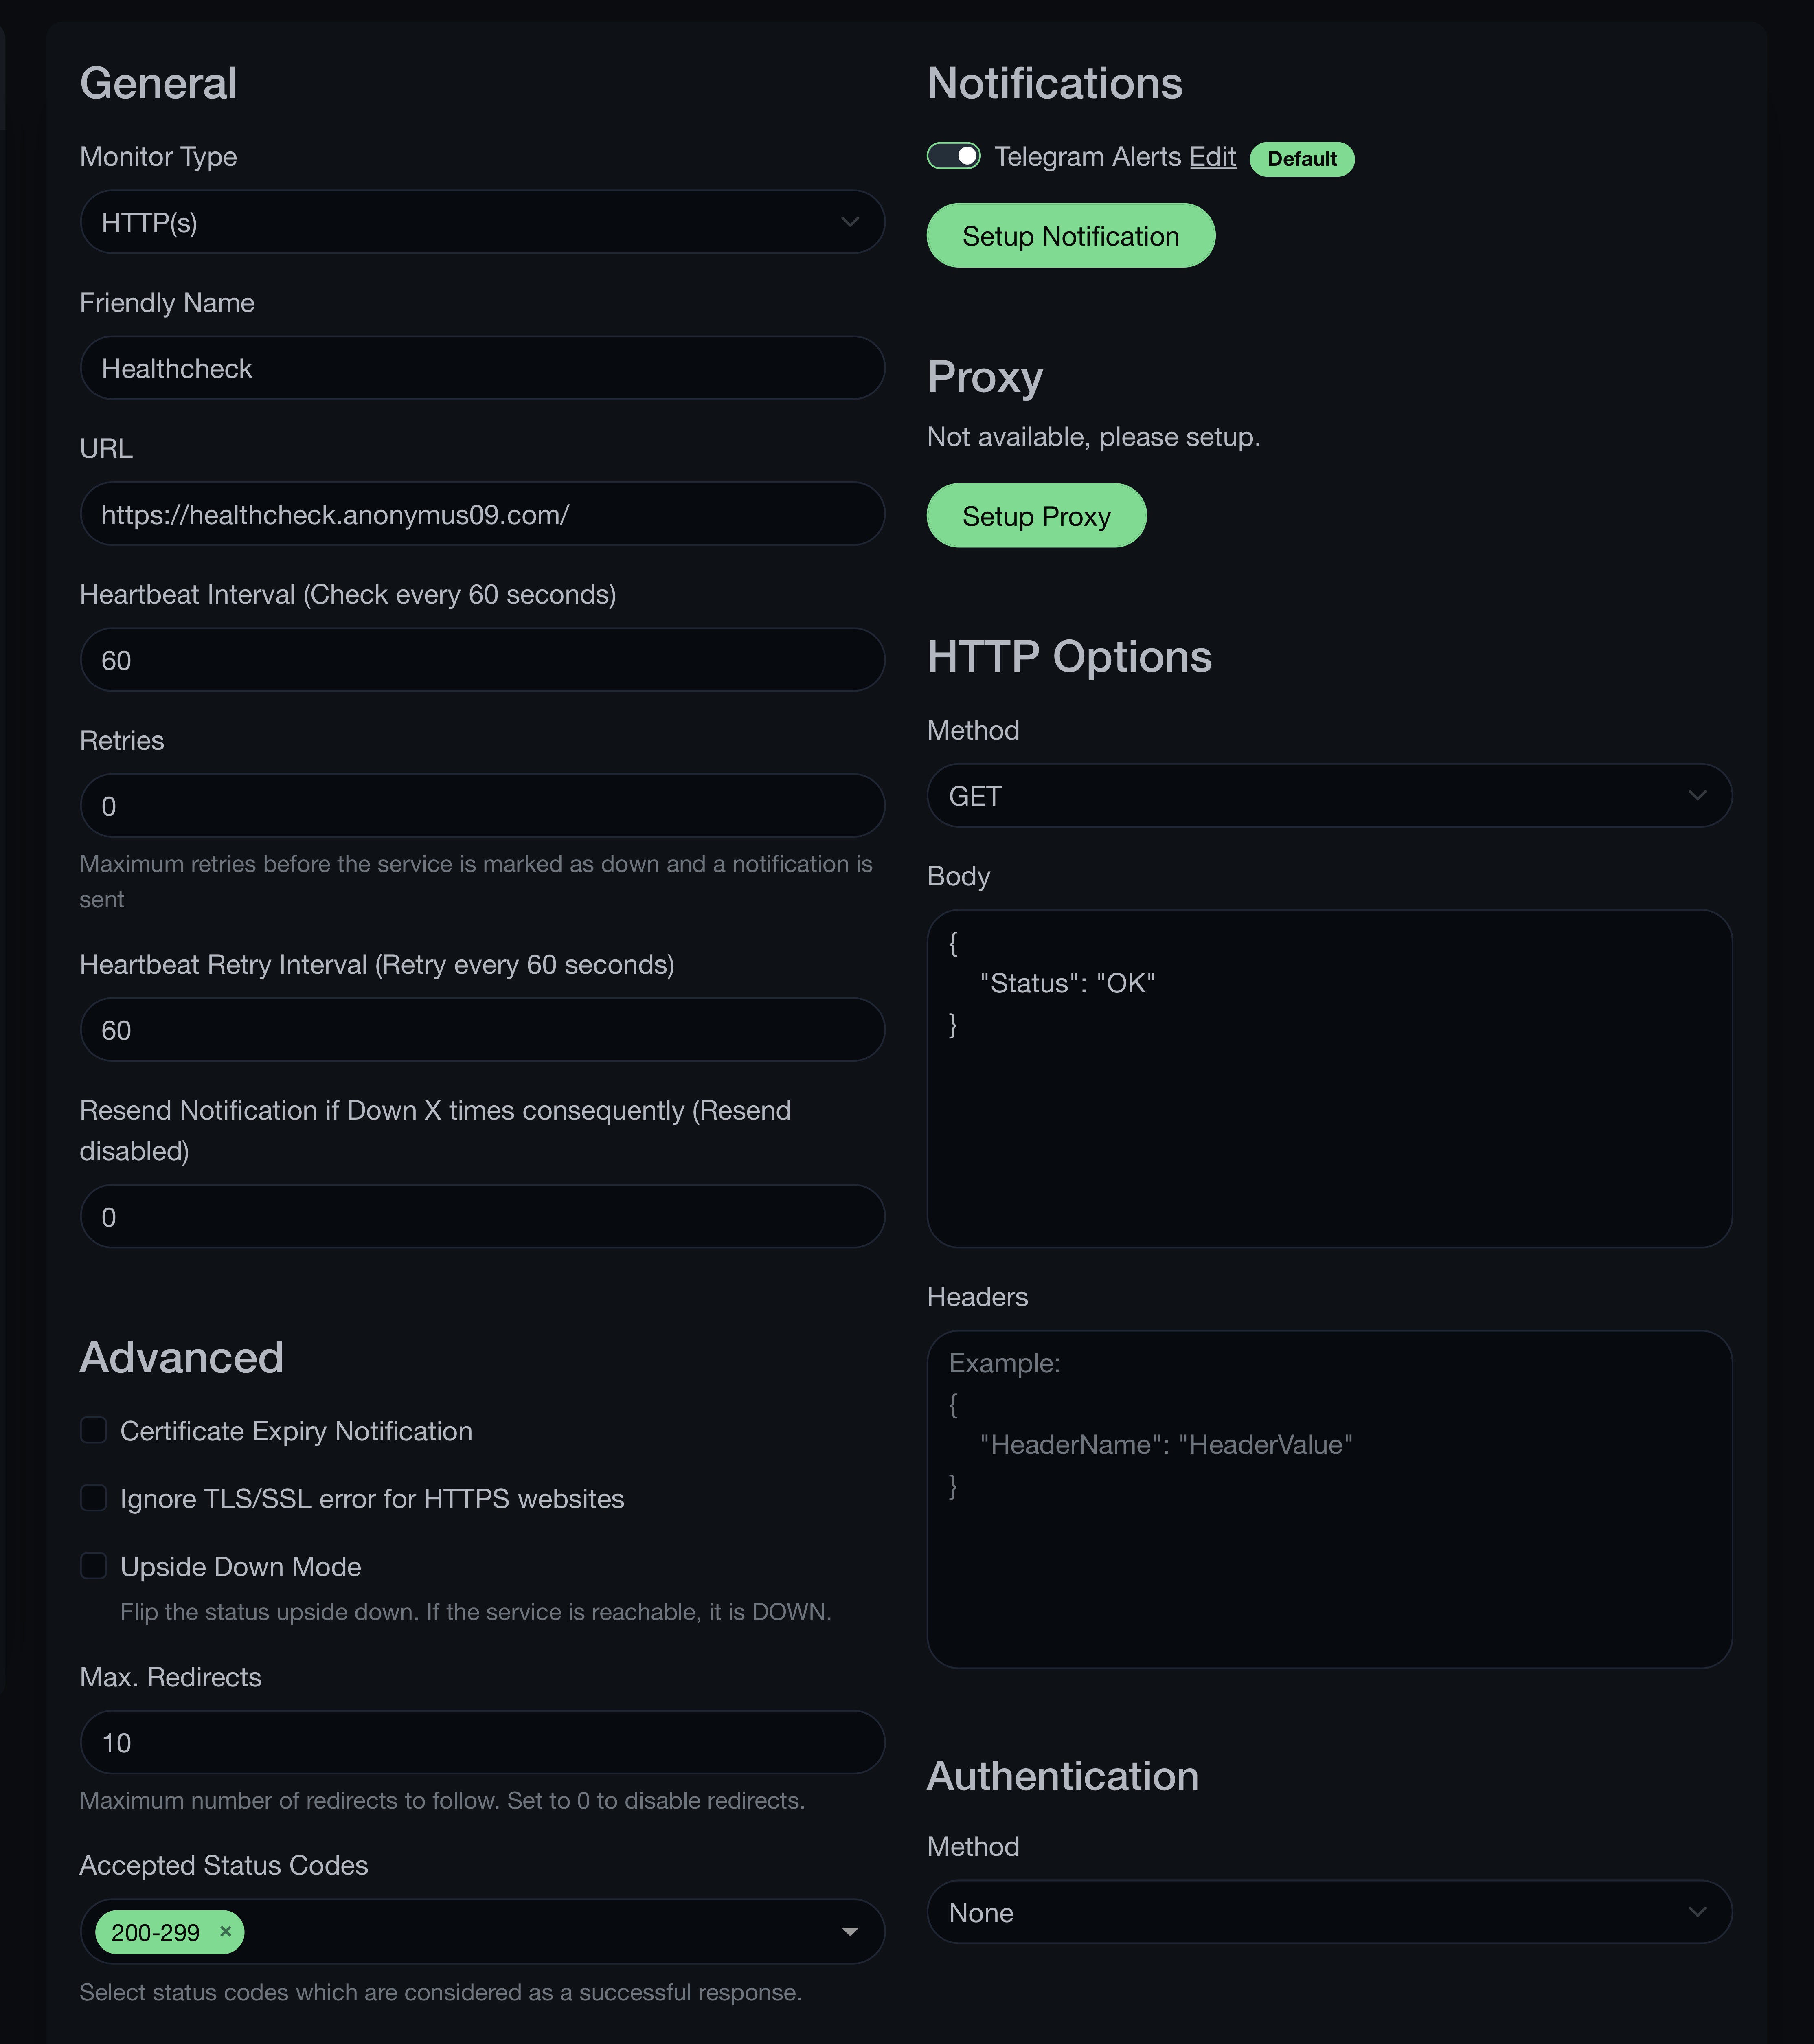 General
Monitor Type
HTTP(s)
Friendly Name
Healthcheck
URL
https://healthcheck.anonymus09.com/
Heartbeat Interval (Check every 60 seconds)
60
Retries
0
Maximum retries before the service is marked as down and a notification is
sent
Heartbeat Retry Interval (Retry every 60 seconds)
60
Resend Notification if Down X times consequently (Resend
disabled)
0
Advanced
Certificate Expiry Notification
Ignore TLS/SSL error for HTTPS websites
Upside Down Mode
Flip the status upside down. If the service is reachable, it is DOWN.
Max. Redirects
10
Maximum number of redirects to follow. Set to 0 to disable redirects.
Accepted Status Codes
200-299 ×
Select status codes which are considered as a successful response.
Notifications
Telegram Alerts Edit Default
Setup Notification
Proxy
Not available, please setup.
Setup Proxy
HTTP Options
Method
GET
Body
{
"Status": "OK"
}
Headers
Example:
{
"HeaderName": "HeaderValue"
}
Authentication
Method
None